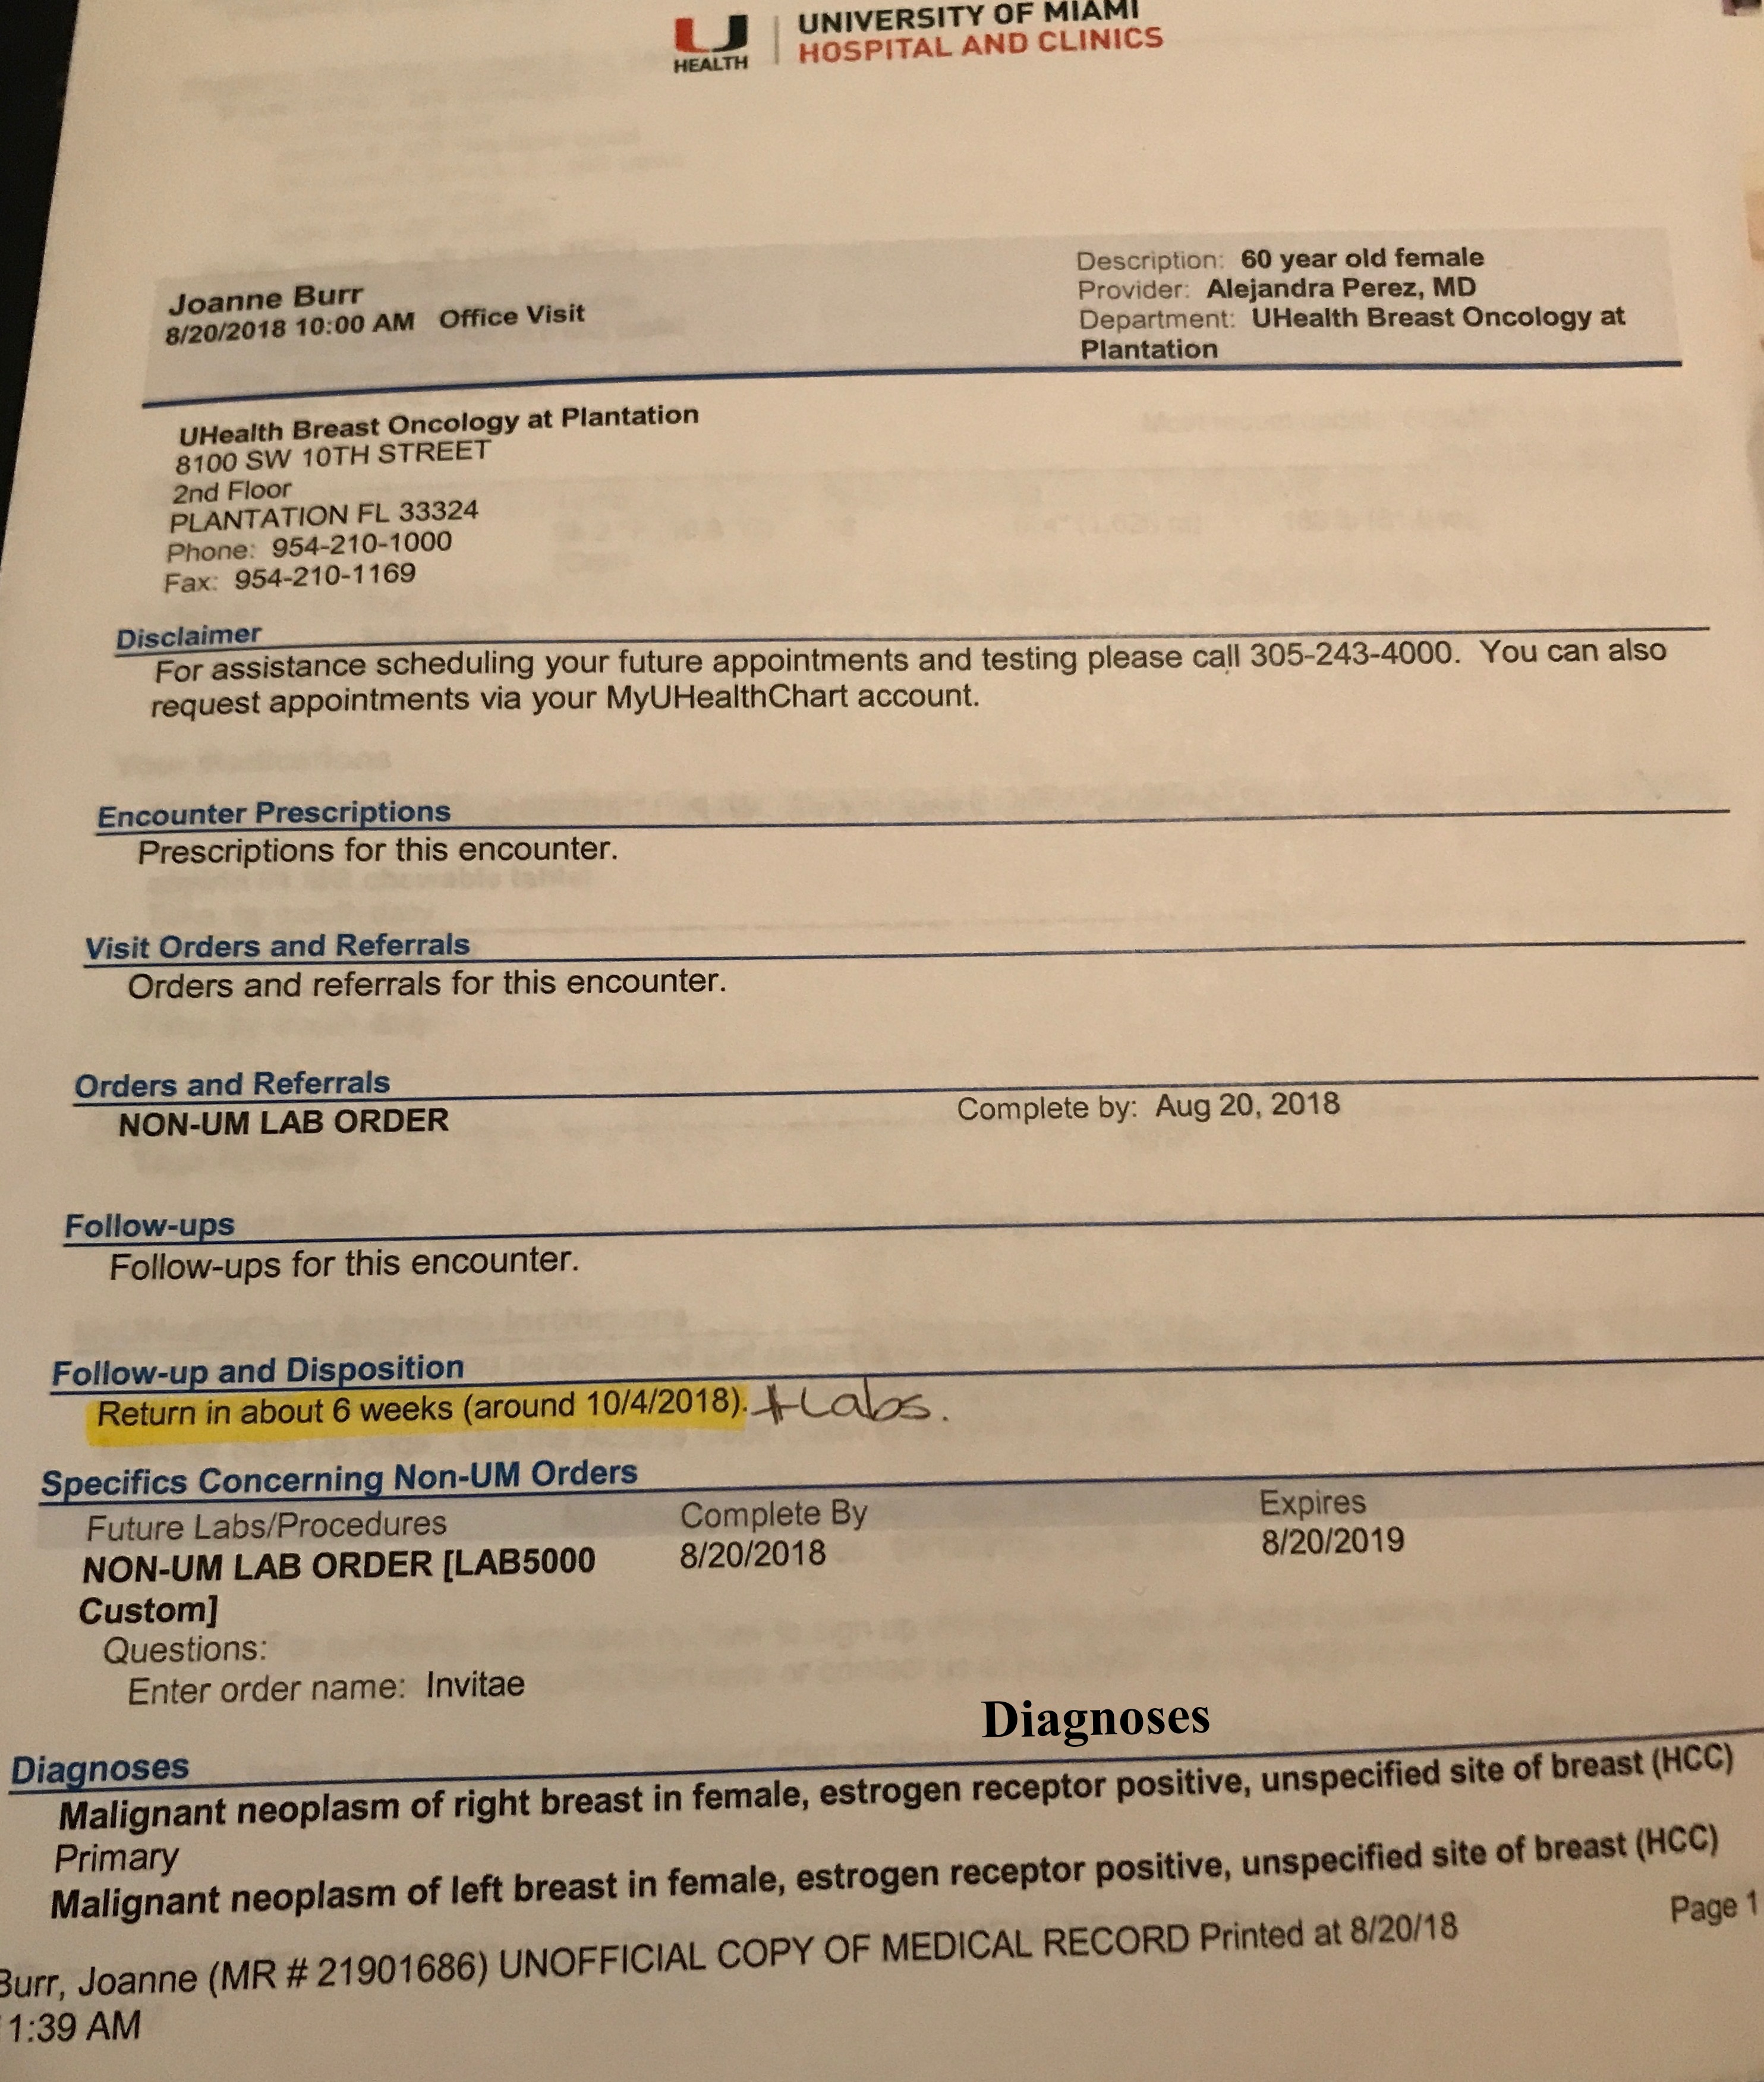 UNIVERSITY OF MIAMI
HEALTH HOSPITAL AND CLINICS
Joanne Burr
8/20/2018 10:00 AM Office Visit
Description: 60 year old female
Provider: Alejandra Perez, MD
Department: UHealth Breast Oncology at
Plantation
UHealth Breast Oncology at Plantation
8100 SW 10TH STREET
2nd Floor
PLANTATION FL 33324
Phone: 954-210-1000
Fax: 954-210-1169
Disclaimer
For assistance scheduling your future appointments and testing please call 305-243-4000. You can also
request appointments via your MyUHealthChart account.
Encounter Prescriptions
Prescriptions for this encounter.
Visit Orders and Referrals
Orders and referrals for this encounter.
Orders and Referrals
NON-UM LAB ORDER Complete by: Aug 20, 2018
Follow-ups
Follow-ups for this encounter.
Follow-up and Disposition
Return in about 6 weeks (around 10/4/2018). + Labs.
Specifics Concerning Non-UM Orders
Future Labs/Procedures Complete By Expires
NON-UM LAB ORDER [LAB5000 8/20/2018 8/20/2019
Custom]
Questions:
Enter order name: Invitae
Diagnoses
Diagnoses
Malignant neoplasm of right breast in female, estrogen receptor positive, unspecified site of breast (HCC)
Primary
Malignant neoplasm of left breast in female, estrogen receptor positive, unspecified site of breast (HCC)
Burr, Joanne (MR # 21901686) UNOFFICIAL COPY OF MEDICAL RECORD Printed at 8/20/18 Page 1
1:39 AM